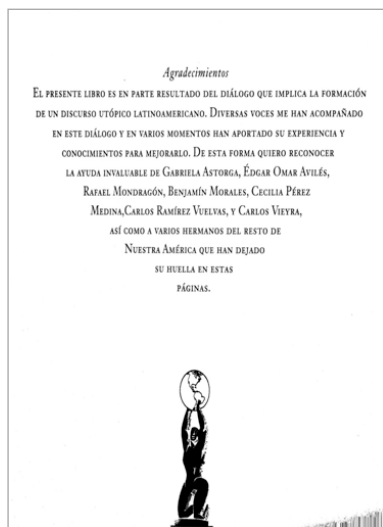 Agradecimientos
El presente libro es en parte resultado del diálogo que implica la formación
de un discurso utópico latinoamericano. Diversas voces me han acompañado
en este diálogo y en varios momentos han aportado su experiencia y
conocimientos para mejorarlo. De esta forma quiero reconocer
la ayuda invaluable de Gabriela Astorga, Édgar Omar Avilés,
Rafael Mondragón, Benjamín Morales, Cecilia Pérez
Medina,Carlos Ramírez Vuelvas, y Carlos Vieyra,
así como a varios hermanos del resto de
Nuestra América que han dejado
su huella en estas
páginas.